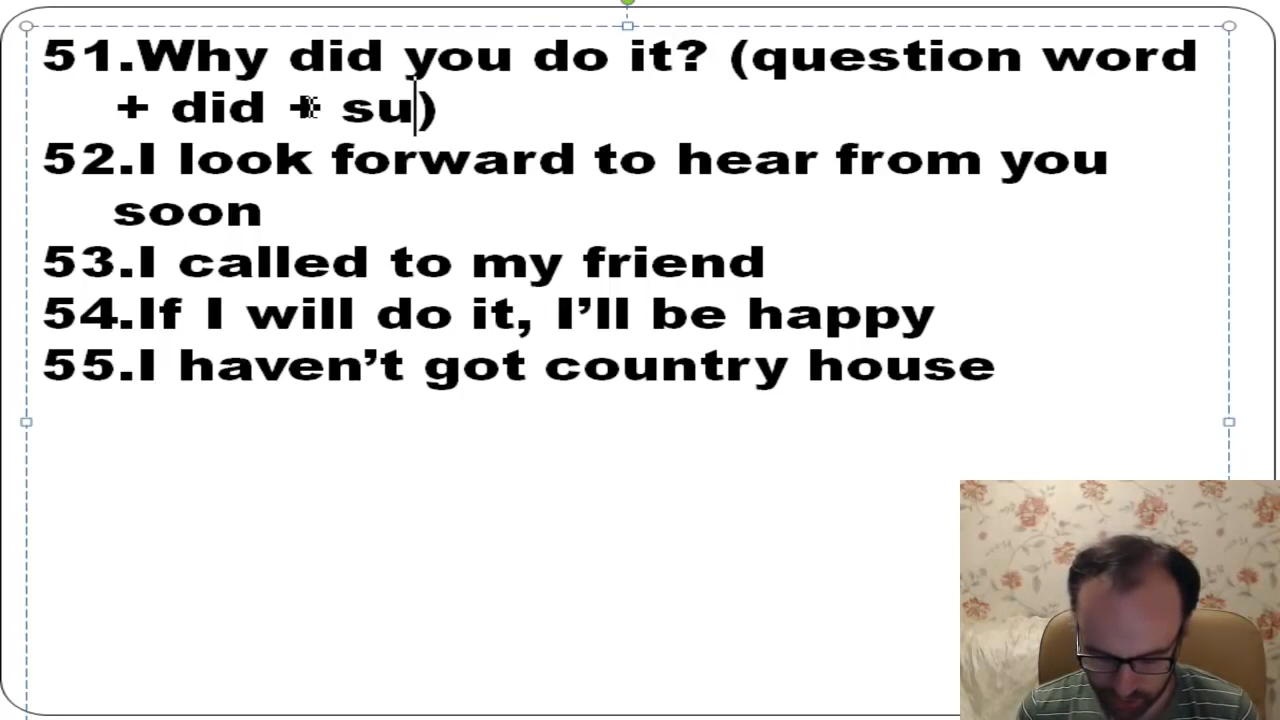 51.Why did you do it? (question word
+ did + su)
52.I look forward to hear from you
soon
53.I called to my friend
54.If I will do it, I’ll be happy
55.I haven’t got country house